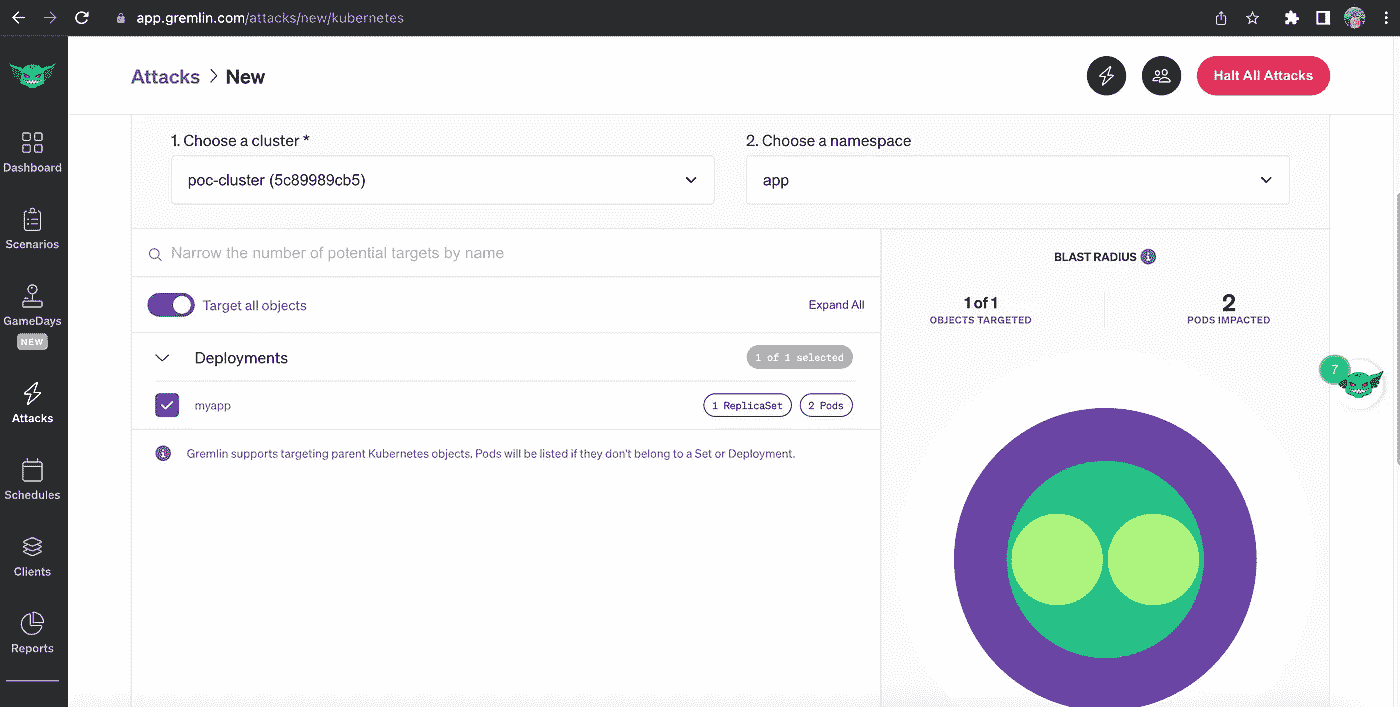 app.gremlin.com/attacks/new/kubernetes
Attacks > New
Halt All Attacks
Dashboard
Scenarios
GameDays
NEW
Attacks
Schedules
Clients
Reports
1. Choose a cluster *
2. Choose a namespace
poc-cluster (5c89989cb5)
app
Narrow the number of potential targets by name
Target all objects
Expand All
Deployments
1 of 1 selected
myapp
1 ReplicaSet
2 Pods
Gremlin supports targeting parent Kubernetes objects. Pods will be listed if they don't belong to a Set or Deployment.
BLAST RADIUS
1 of 1
OBJECTS TARGETED
2
PODS IMPACTED
7